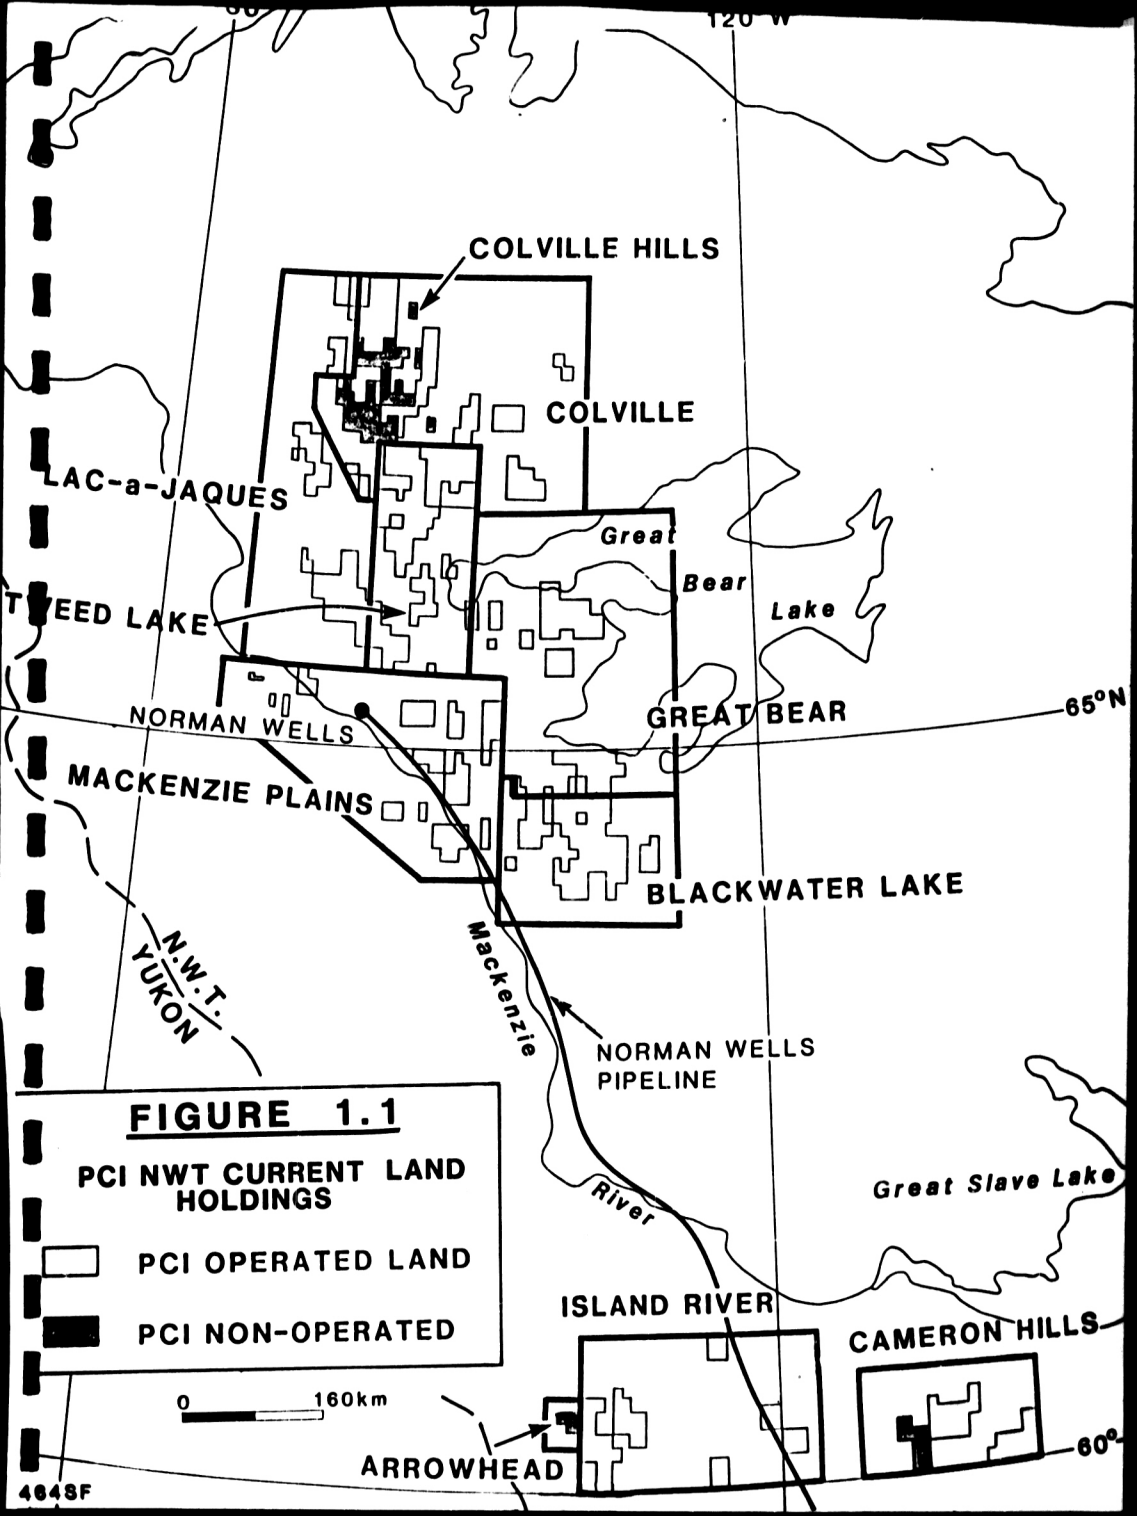 120 W
COLVILLE HILLS
COLVILLE
LAC-a-JAQUES
Great
Bear
Lake
TWEED LAKE
65°N
GREAT BEAR
NORMAN WELLS
MACKENZIE PLAINS
BLACKWATER LAKE
Mackenzie
N.W.T.
YUKON
NORMAN WELLS
PIPELINE
FIGURE 1.1
PCI NWT CURRENT LAND
HOLDINGS
PCI OPERATED LAND
PCI NON-OPERATED
River
Great Slave Lake
ISLAND RIVER
CAMERON HILLS
0 160km
ARROWHEAD
60°
464SF